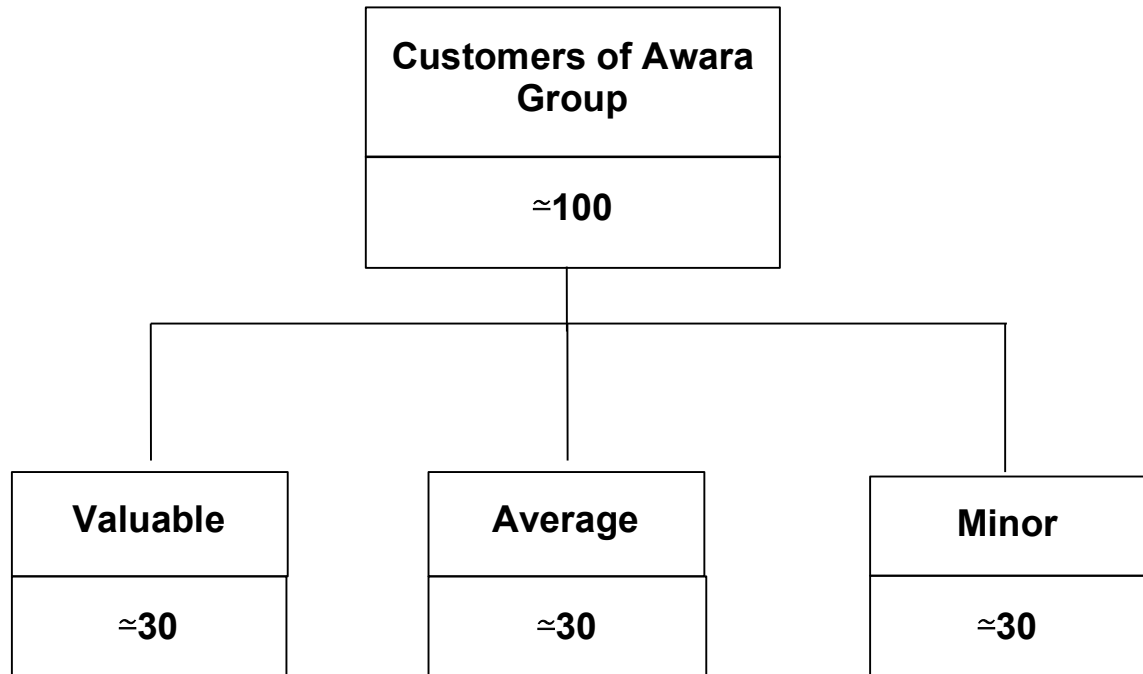 Customers of Awara
Group
≃100
Valuable
Average
Minor
≃30
≃30
≃30